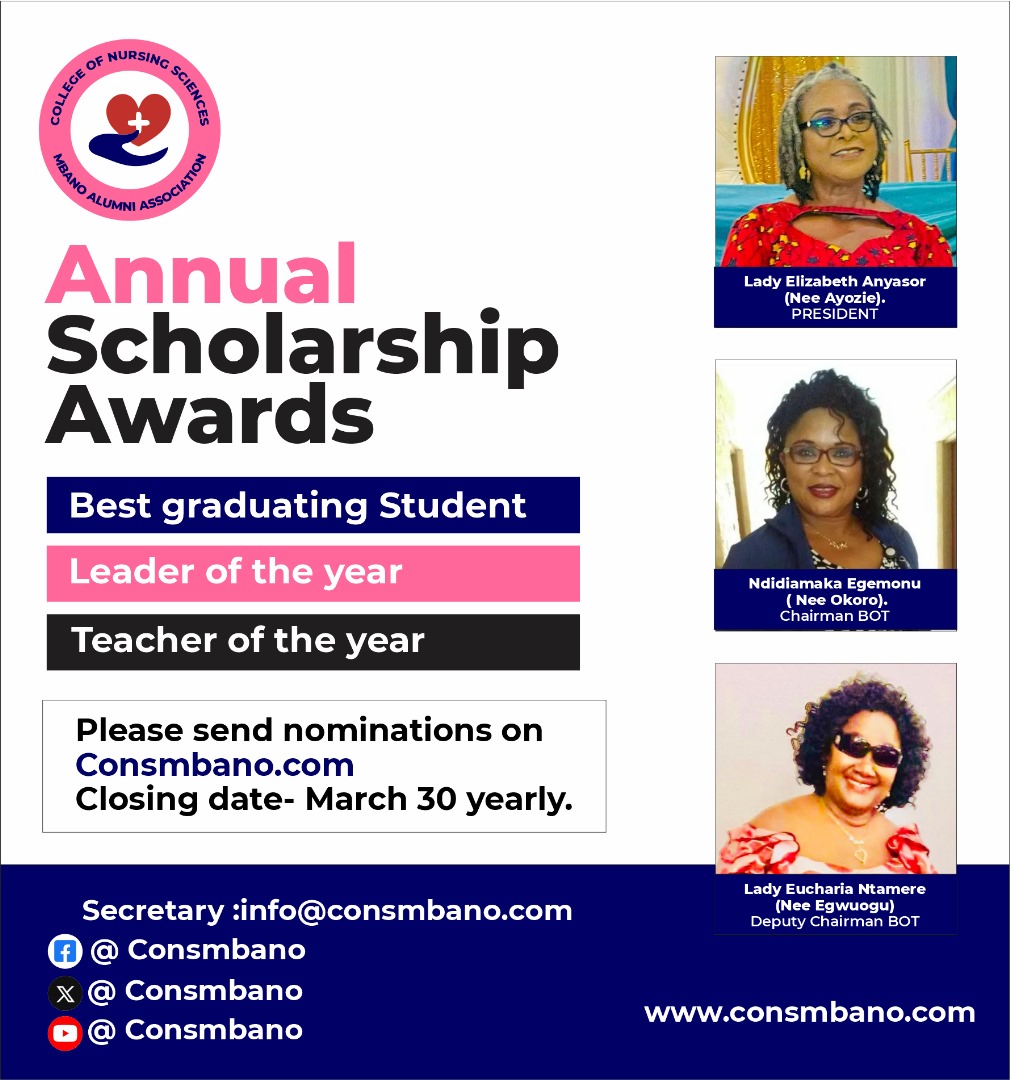 COLLEGE OF NURSING SCIENCES
MBANO ALUMNI ASSOCIATION
Annual
Scholarship
Awards
Best graduating Student
Leader of the year
Teacher of the year
Please send nominations on
Consmbano.com
Closing date- March 30 yearly.
Lady Elizabeth Anyasor
(Nee Ayozie).
PRESIDENT
Ndidiamaka Egemonu
( Nee Okoro).
Chairman BOT
Lady Eucharia Ntamere
(Nee Egwuogu)
Deputy Chairman BOT
Secretary :info@consmbano.com
@ Consmbano
@ Consmbano
@ Consmbano
www.consmbano.com